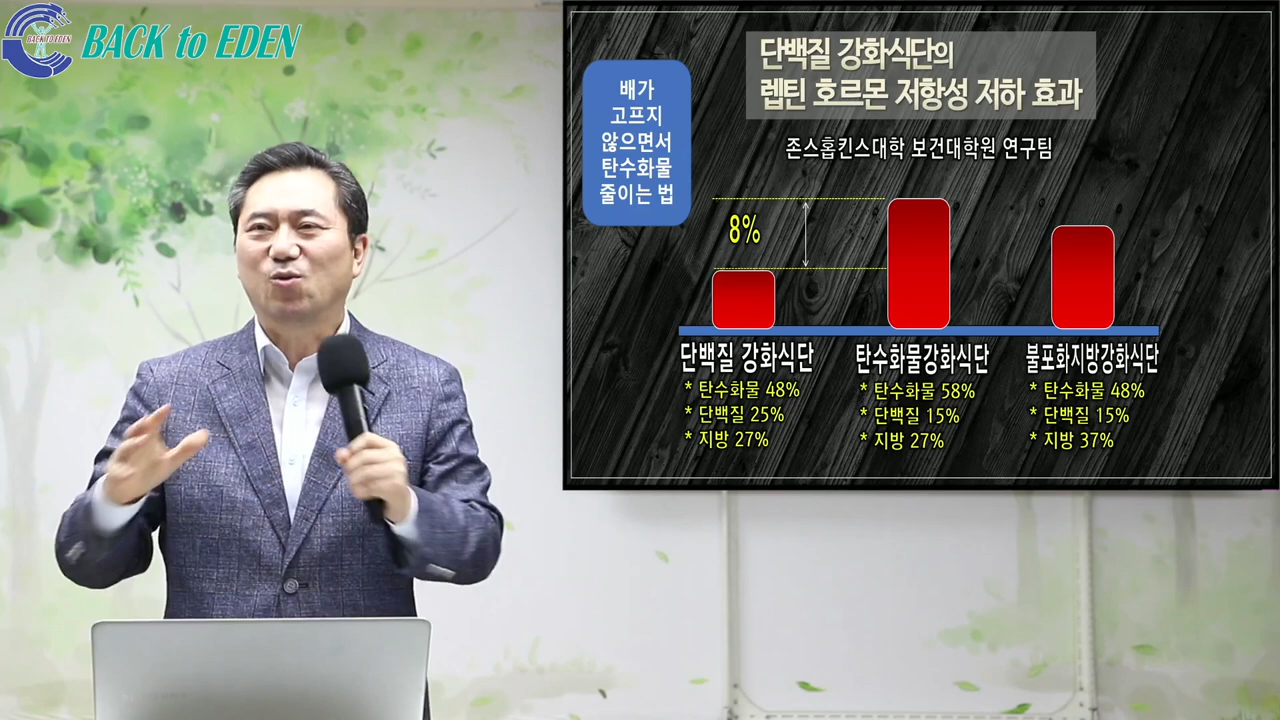 BACK TO EDEN
BACK to EDEN
배가
고프지
않으면서
탄수화물
줄이는 법
단백질 강화식단의
렙틴 호르몬 저항성 저하 효과
존스홉킨스대학 보건대학원 연구팀
8%
단백질 강화식단
* 탄수화물 48%
* 단백질 25%
* 지방 27%
탄수화물강화식단
* 탄수화물 58%
* 단백질 15%
* 지방 27%
불포화지방강화식단
* 탄수화물 48%
* 단백질 15%
* 지방 37%